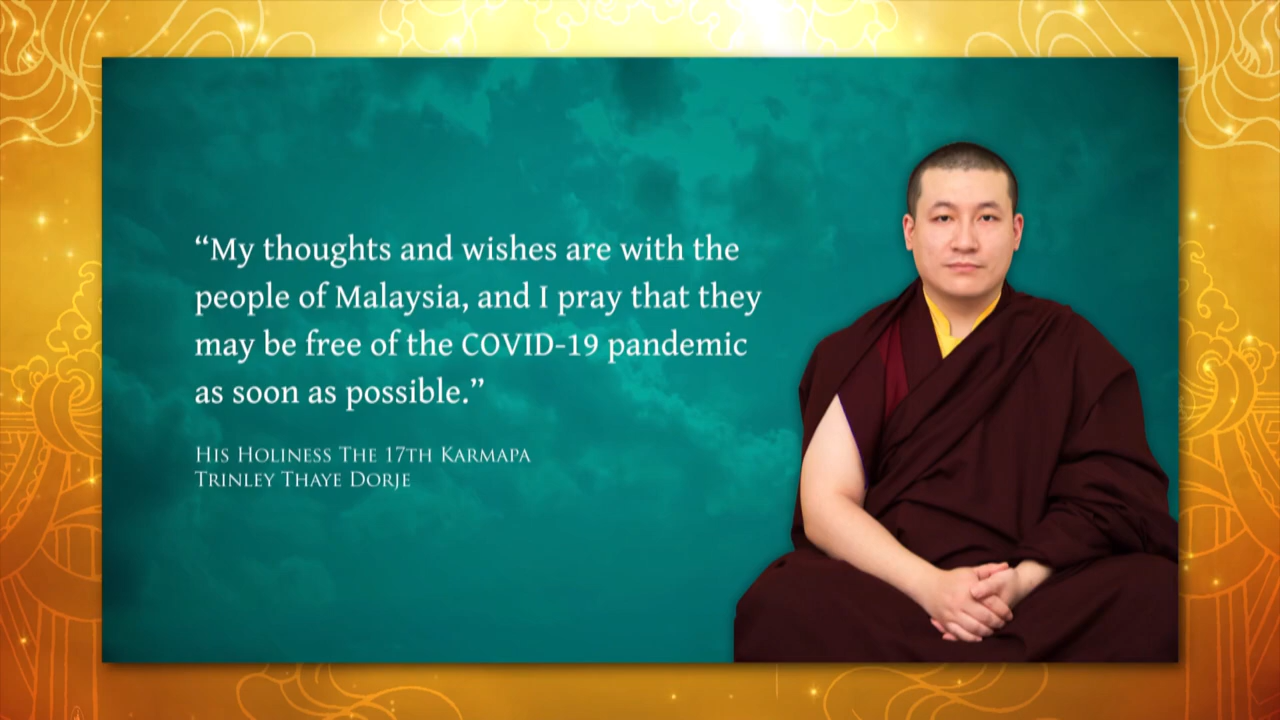 “My thoughts and wishes are with the
people of Malaysia, and I pray that they
may be free of the COVID-19 pandemic
as soon as possible.”
His Holiness The 17th Karmapa
Trinley Thaye Dorje